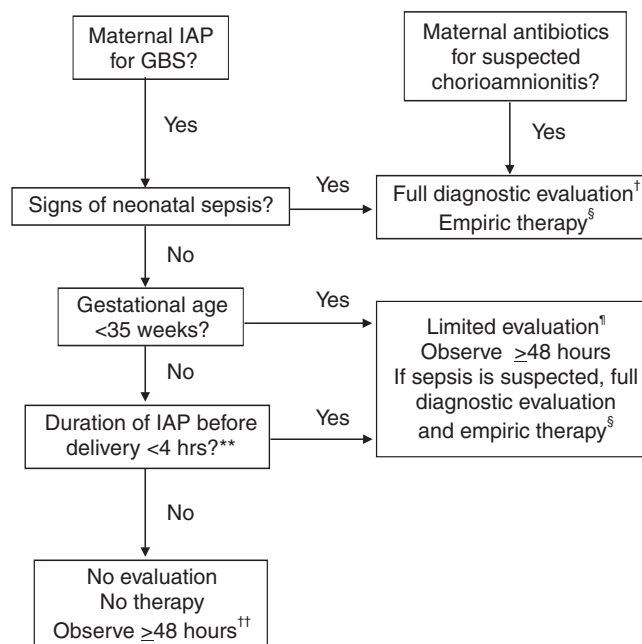 Maternal IAP
for GBS?
Maternal antibiotics
for suspected
chorioamnionitis?
Yes
Yes
Signs of neonatal sepsis?
Yes
Full diagnostic evaluation†
Empiric therapy§
No
Gestational age
<35 weeks?
Yes
Limited evaluation¶
Observe ≥48 hours
If sepsis is suspected, full
diagnostic evaluation
and empiric therapy§
No
Duration of IAP before
delivery <4 hrs?**
Yes
No
No evaluation
No therapy
Observe ≥48 hours††